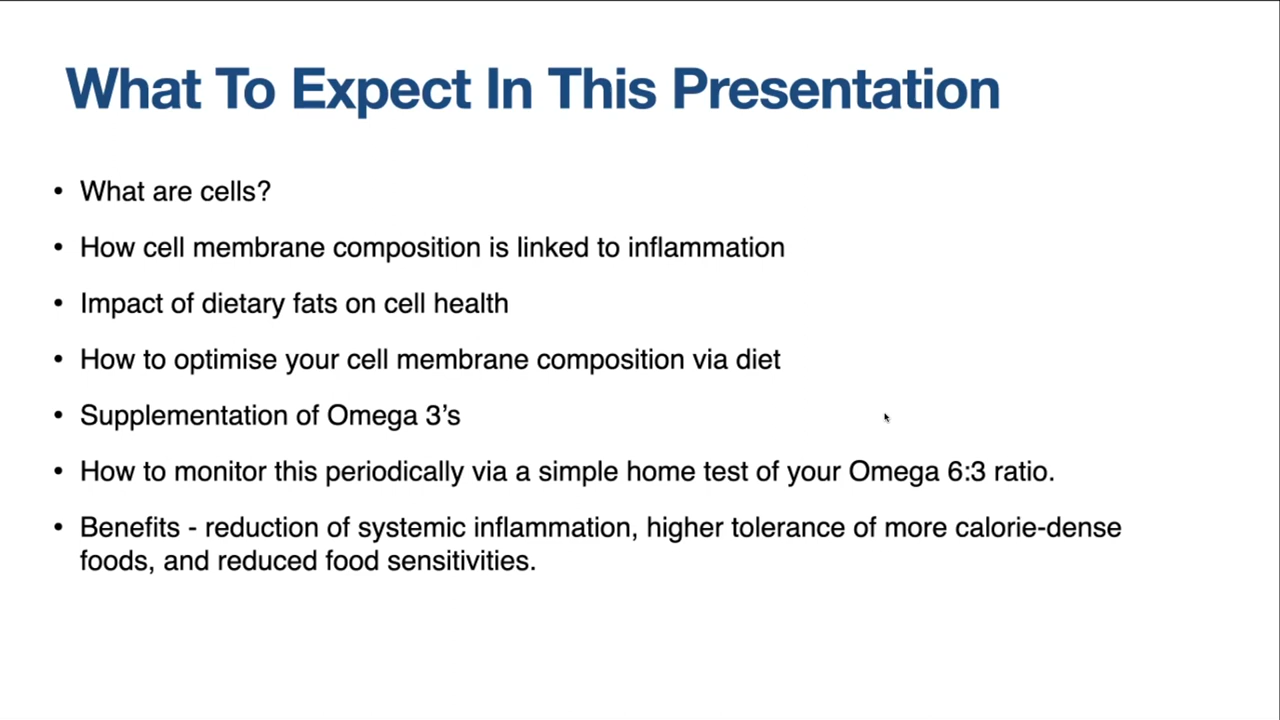 What To Expect In This Presentation
• What are cells?
• How cell membrane composition is linked to inflammation
• Impact of dietary fats on cell health
• How to optimise your cell membrane composition via diet
• Supplementation of Omega 3’s
• How to monitor this periodically via a simple home test of your Omega 6:3 ratio.
• Benefits - reduction of systemic inflammation, higher tolerance of more calorie-dense
foods, and reduced food sensitivities.